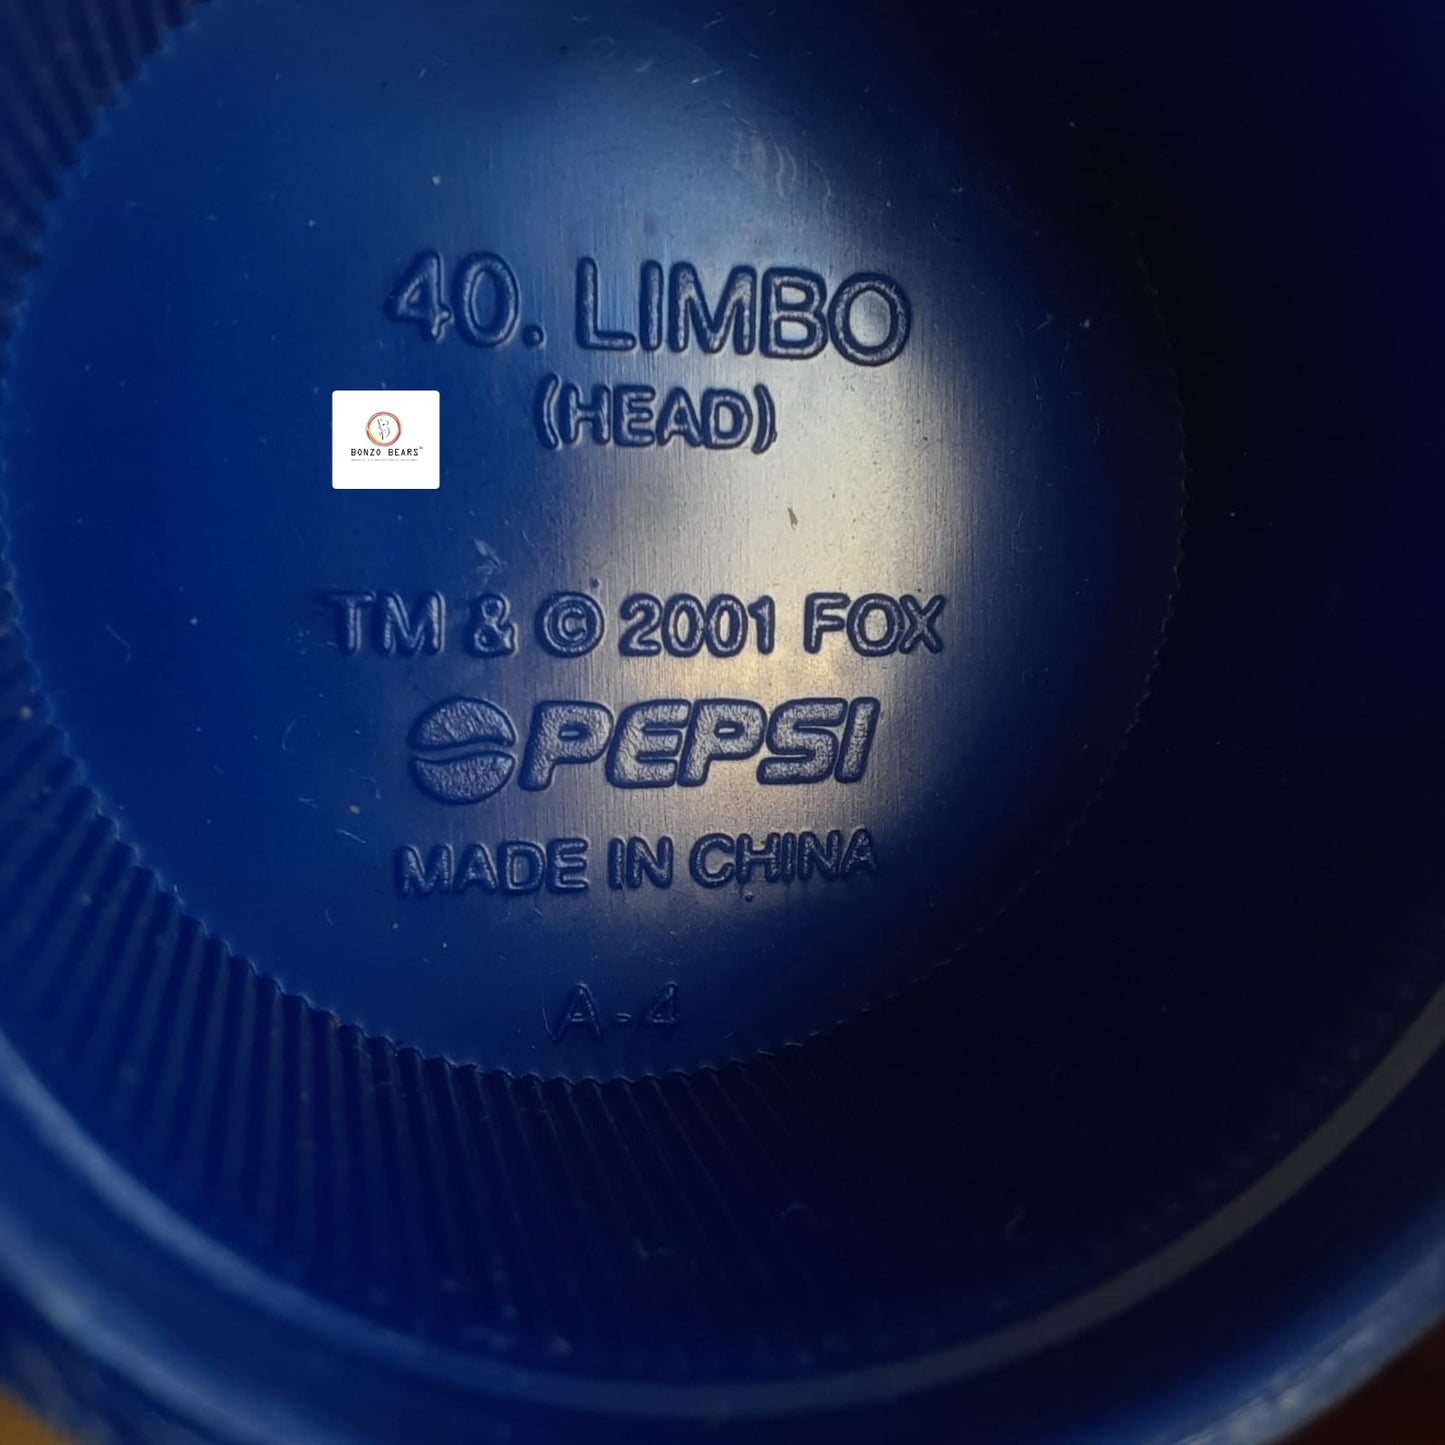 40. LIMBO
(HEAD)
BONZO BEARS
TM & © 2001 FOX
PEPSI
MADE IN CHINA
A-4